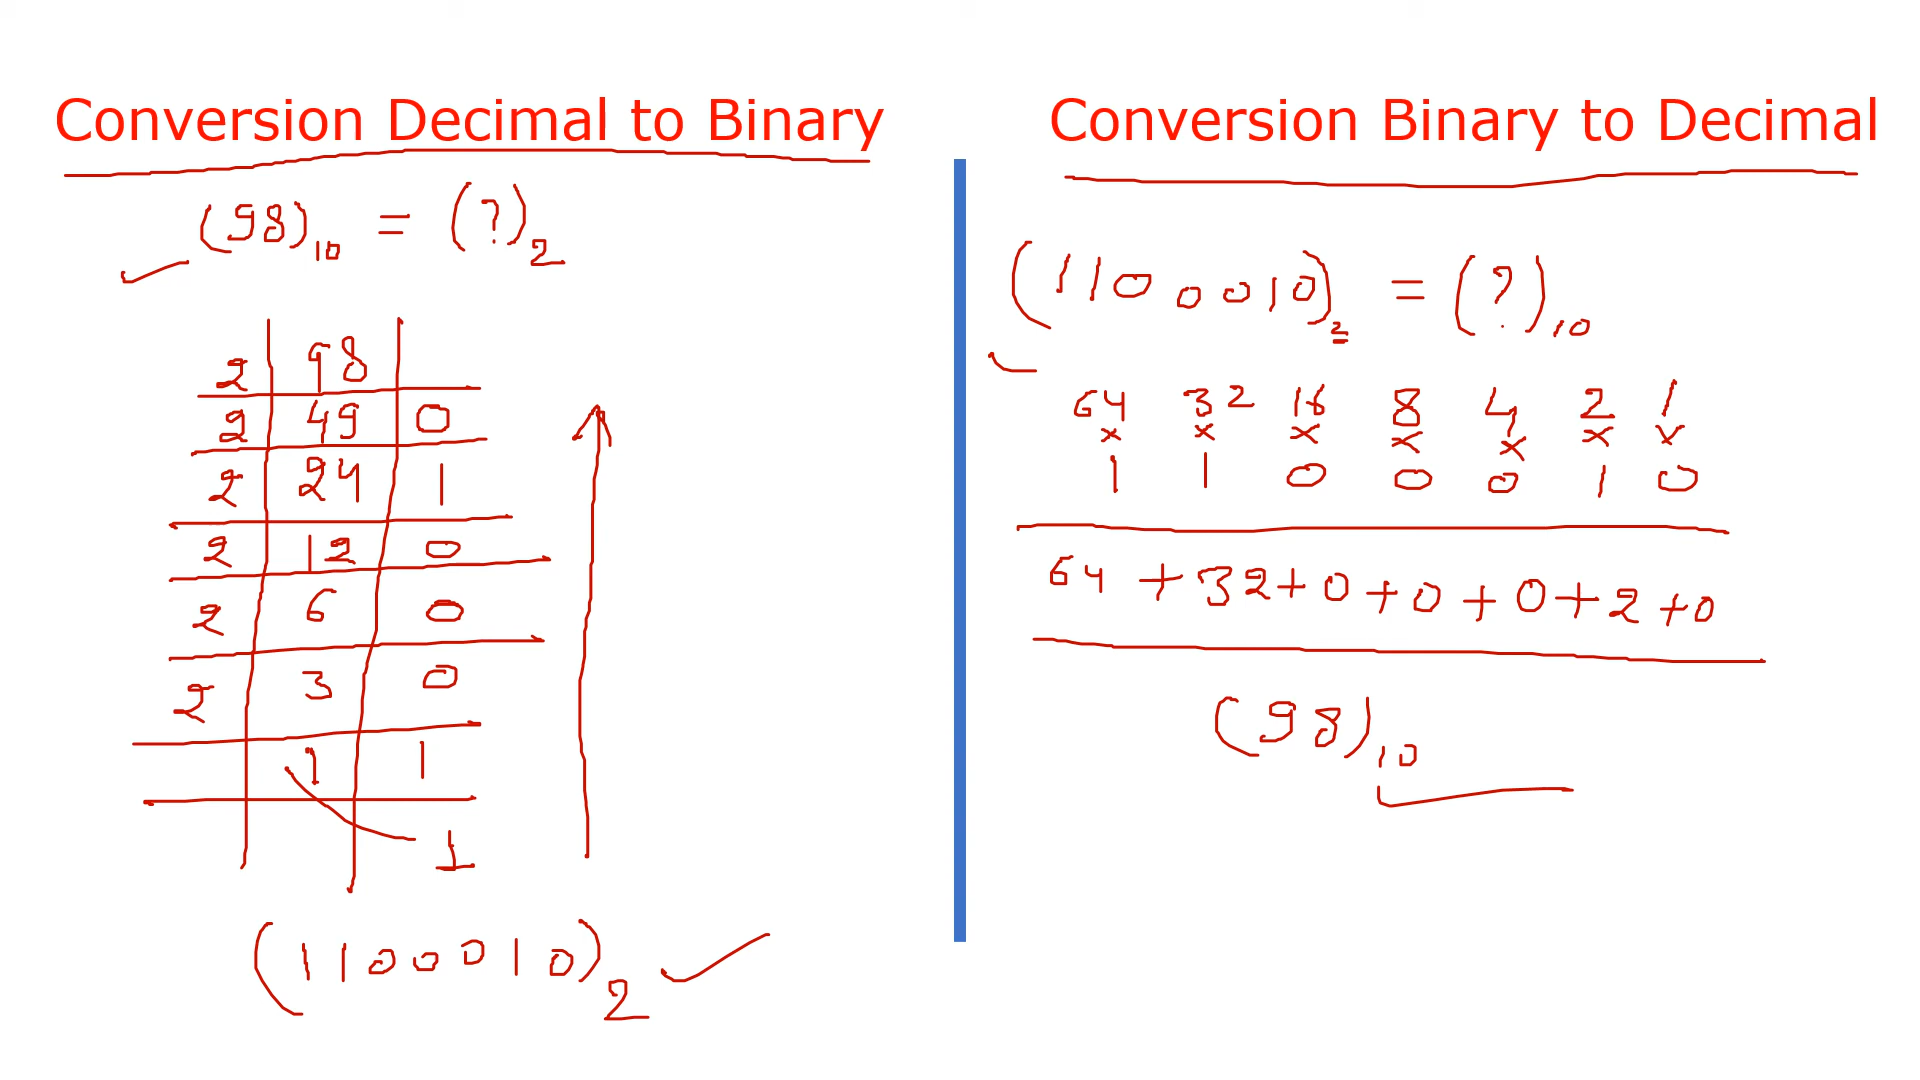 Conversion Decimal to Binary
(98)10 = (?)2
2 98
2 49 0
2 24 1
2 12 0
2 6 0
2 3 0
1 1
1
(1100010)2
Conversion Binary to Decimal
(1100010)2 = (?)10
64 32 16 8 4 2 1
x x x x x x x
1 1 0 0 0 1 0
64 + 32 + 0 + 0 + 0 + 2 + 0
(98)10